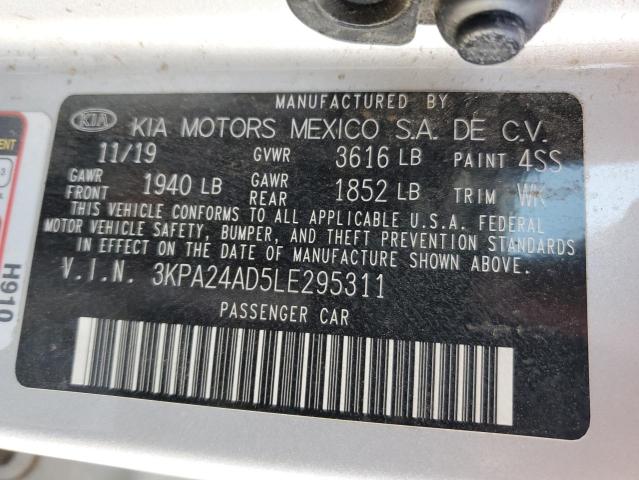 MANUFACTURED BY
KIA KIA MOTORS MEXICO S.A. DE C.V.
11/19 GVWR 3616 LB PAINT 4SS
GAWR FRONT 1940 LB GAWR REAR 1852 LB TRIM WK
THIS VEHICLE CONFORMS TO ALL APPLICABLE U.S.A. FEDERAL
MOTOR VEHICLE SAFETY, BUMPER, AND THEFT PREVENTION STANDARDS
IN EFFECT ON THE DATE OF MANUFACTURE SHOWN ABOVE.
V.I.N. 3KPA24AD5LE295311
PASSENGER CAR
H910